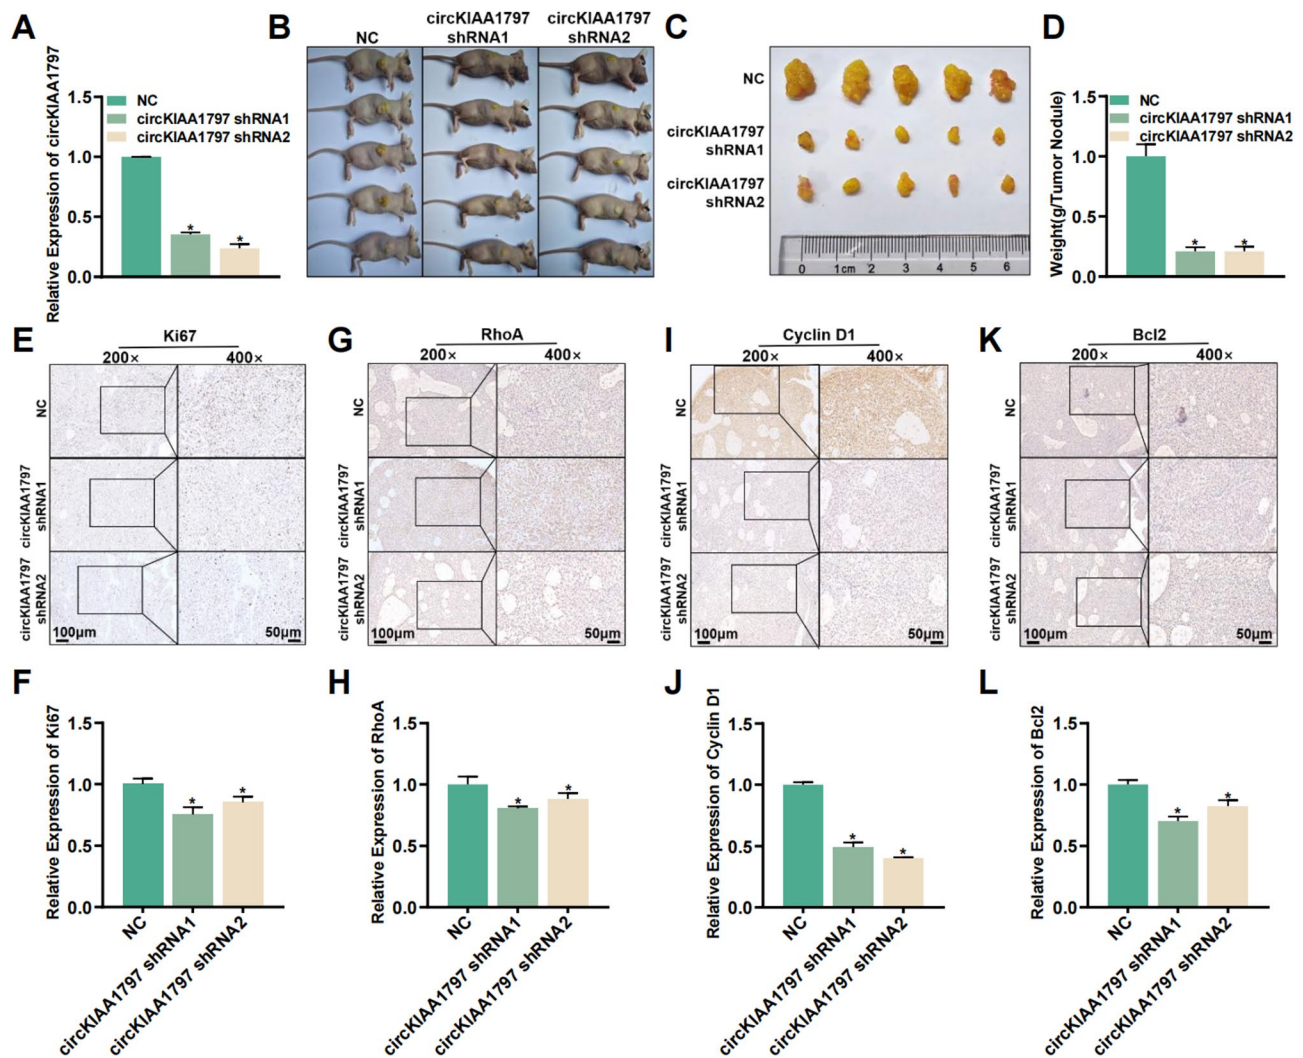 A
Relative Expression of circKIAA1797
1.5
1.0
0.5
0.0
NC
circKIAA1797 shRNA1
circKIAA1797 shRNA2
*
*
B
NC
circKIAA1797
shRNA1
circKIAA1797
shRNA2
C
NC
circKIAA1797
shRNA1
circKIAA1797
shRNA2
0 1cm 2 3 4 5 6
D
Weight(g/Tumor Nodule)
1.5
1.0
0.5
0.0
NC
circKIAA1797 shRNA1
circKIAA1797 shRNA2
*
*
E
Ki67
200× 400×
NC
circKIAA1797
shRNA1
circKIAA1797
shRNA2
100μm 50μm
G
RhoA
200× 400×
NC
circKIAA1797
shRNA1
circKIAA1797
shRNA2
100μm 50μm
I
Cyclin D1
200× 400×
NC
circKIAA1797
shRNA1
circKIAA1797
shRNA2
100μm 50μm
K
Bcl2
200× 400×
NC
circKIAA1797
shRNA1
circKIAA1797
shRNA2
100μm 50μm
F
Relative Expression of Ki67
1.5
1.0
0.5
0.0
*
*
NC
circKIAA1797 shRNA1
circKIAA1797 shRNA2
H
Relative Expression of RhoA
1.5
1.0
0.5
0.0
*
*
NC
circKIAA1797 shRNA1
circKIAA1797 shRNA2
J
Relative Expression of Cyclin D1
1.5
1.0
0.5
0.0
*
*
NC
circKIAA1797 shRNA1
circKIAA1797 shRNA2
L
Relative Expression of Bcl2
1.5
1.0
0.5
0.0
*
*
NC
circKIAA1797 shRNA1
circKIAA1797 shRNA2